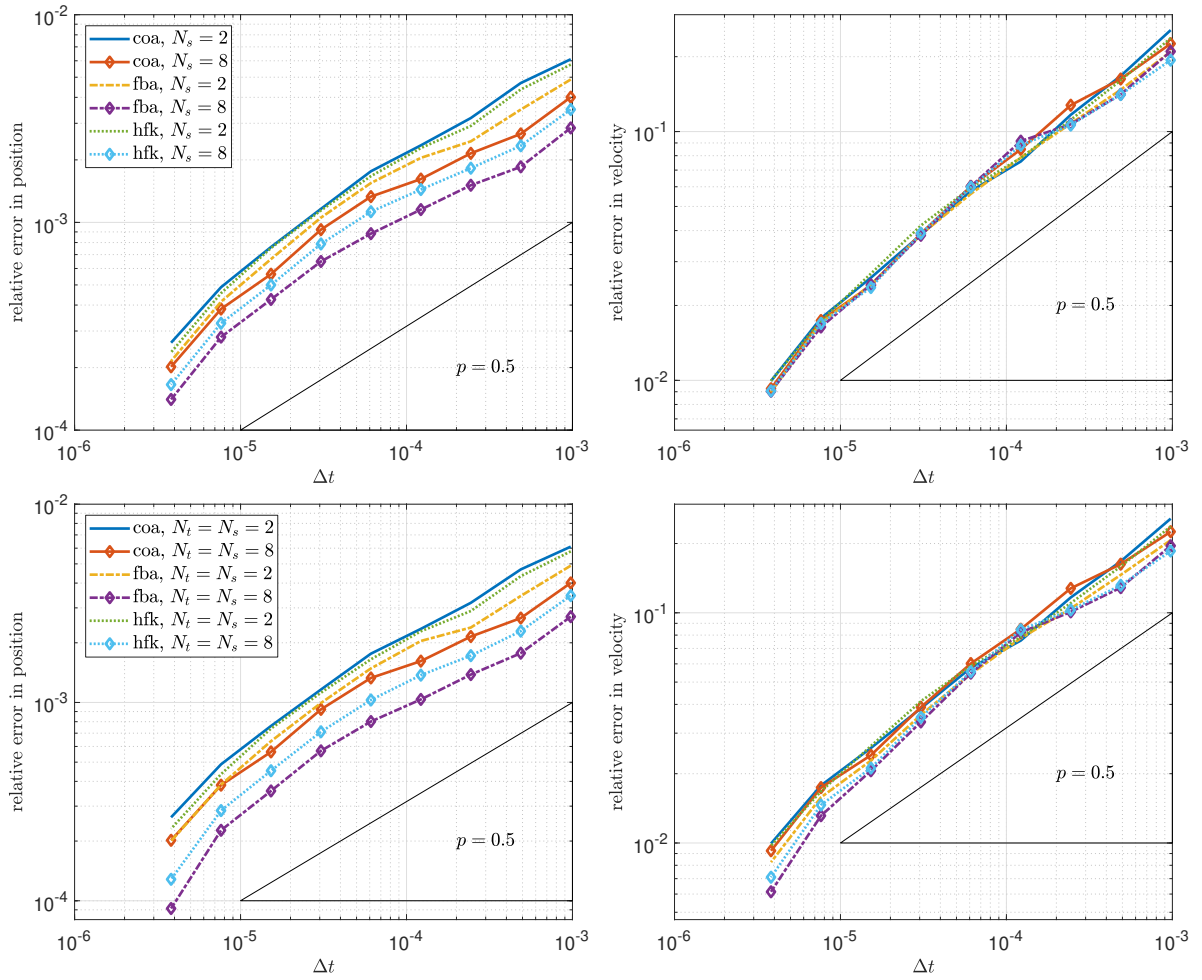 10^{-2}
10^{-3}
10^{-4}
relative error in position
coa, N_s = 2
coa, N_s = 8
fba, N_s = 2
fba, N_s = 8
hfk, N_s = 2
hfk, N_s = 8
p = 0.5
10^{-6} 10^{-5} 10^{-4} 10^{-3}
Δt
10^{-1}
10^{-2}
relative error in velocity
p = 0.5
10^{-6} 10^{-5} 10^{-4} 10^{-3}
Δt
10^{-2}
10^{-3}
10^{-4}
relative error in position
coa, N_t = N_s = 2
coa, N_t = N_s = 8
fba, N_t = N_s = 2
fba, N_t = N_s = 8
hfk, N_t = N_s = 2
hfk, N_t = N_s = 8
p = 0.5
10^{-6} 10^{-5} 10^{-4} 10^{-3}
Δt
10^{-1}
10^{-2}
relative error in velocity
p = 0.5
10^{-6} 10^{-5} 10^{-4} 10^{-3}
Δt